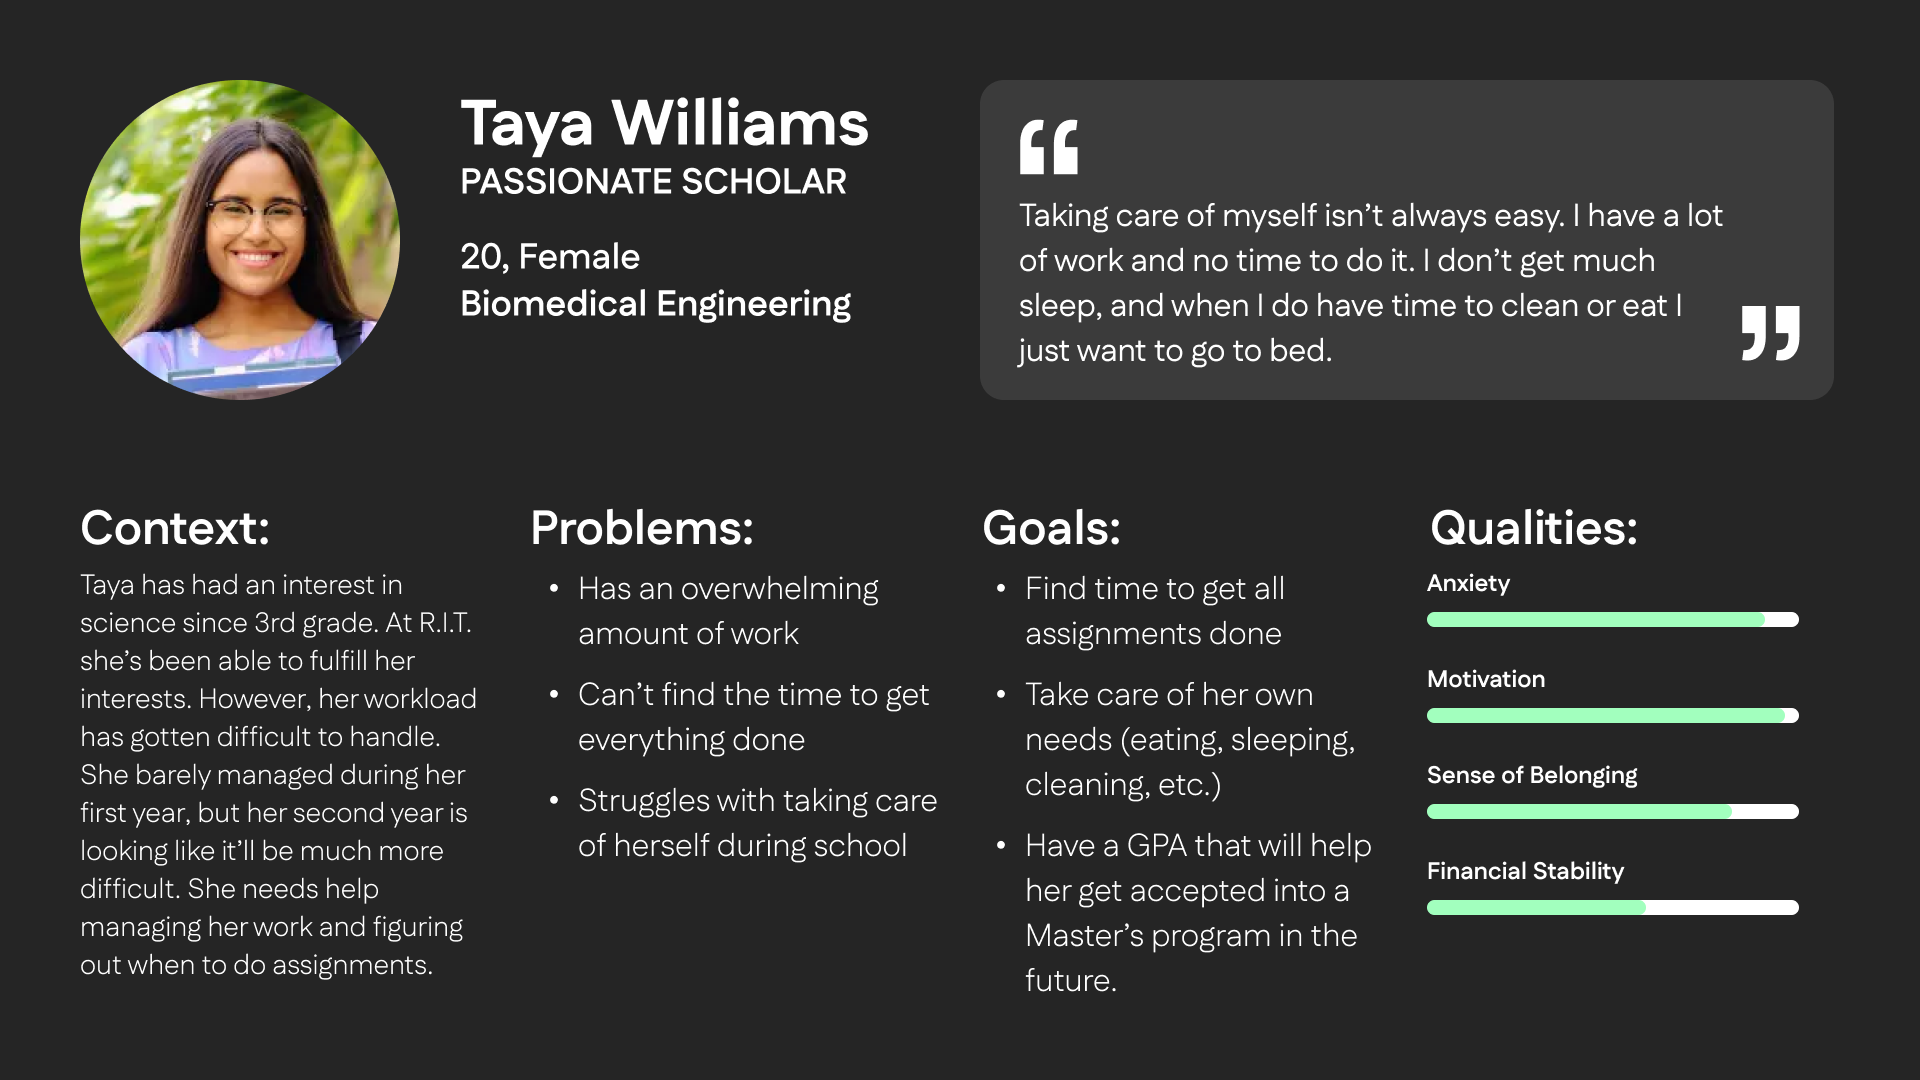 Taya Williams
PASSIONATE SCHOLAR
20, Female
Biomedical Engineering
“
Taking care of myself isn’t always easy. I have a lot
of work and no time to do it. I don’t get much
sleep, and when I do have time to clean or eat I
just want to go to bed.
”
Context:
Taya has had an interest in
science since 3rd grade. At R.I.T.
she’s been able to fulfill her
interests. However, her workload
has gotten difficult to handle.
She barely managed during her
first year, but her second year is
looking like it’ll be much more
difficult. She needs help
managing her work and figuring
out when to do assignments.
Problems:
• Has an overwhelming
amount of work
• Can’t find the time to get
everything done
• Struggles with taking care
of herself during school
Goals:
• Find time to get all
assignments done
• Take care of her own
needs (eating, sleeping,
cleaning, etc.)
• Have a GPA that will help
her get accepted into a
Master’s program in the
future.
Qualities:
Anxiety
Motivation
Sense of Belonging
Financial Stability